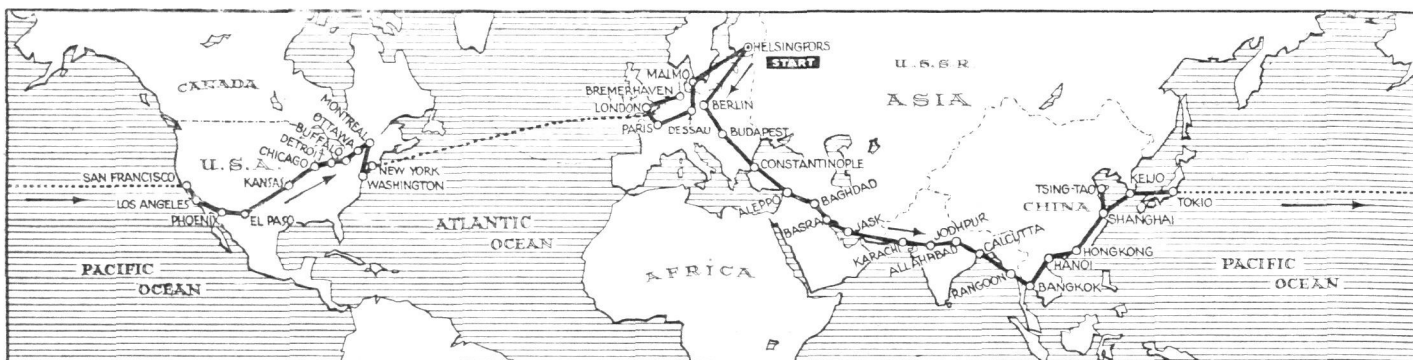 CANADA
MONTREAL
OTTAWA
BUFFALO
DETROIT
CHICAGO
U.S.A.
KANSAS
NEW YORK
WASHINGTON
SAN FRANCISCO
LOS ANGELES
PHOENIX
EL PASO
PACIFIC
OCEAN
ATLANTIC
OCEAN
HELSINGFORS
START
MALMO
BREMERHAVEN
LONDON
PARIS
DESSAU
BERLIN
BUDAPEST
CONSTANTINOPLE
ALEPPO
BAGHDAD
BASRA
JASK
KARACHI
JODHPUR
ALLAHABAD
CALCUTTA
RANGOON
BANGKOK
HANOI
HONGKONG
SHANGHAI
TSING-TAO
CHINA
KEIJO
TOKIO
U.S.S.R
ASIA
AFRICA
PACIFIC
OCEAN